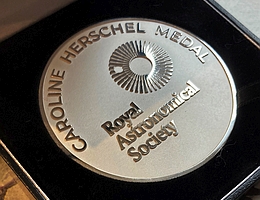 CAROLINE HERSCHEL MEDAL
Royal
Astronomical
Society